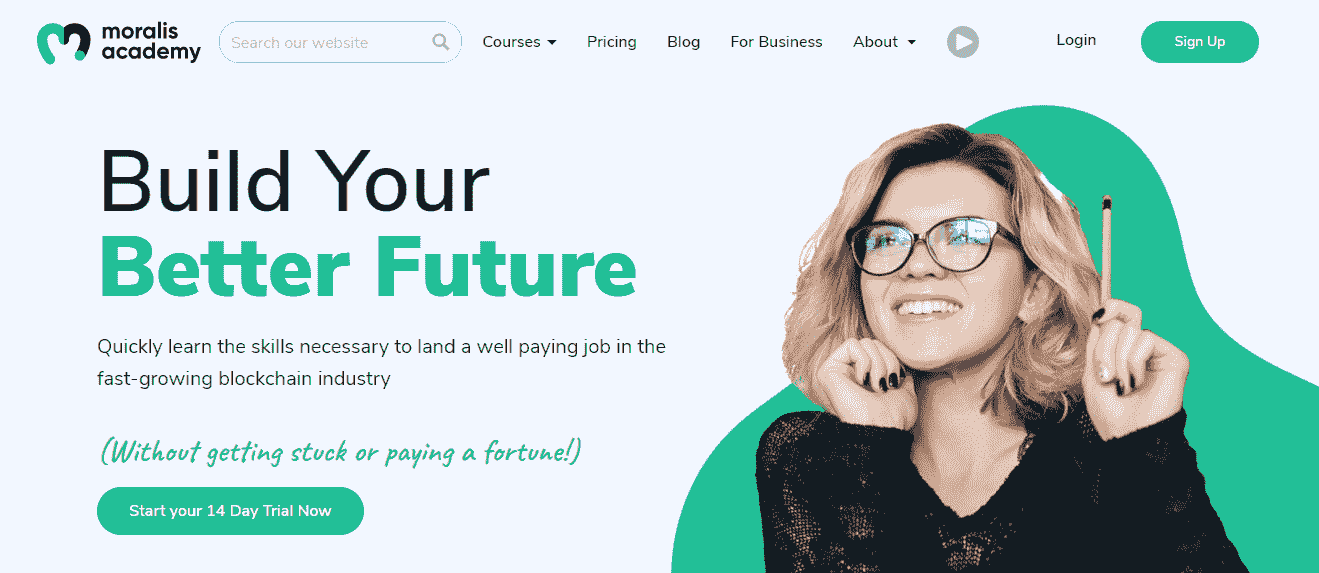 moralis
academy
Search our website
Courses
Pricing
Blog
For Business
About
Login
Sign Up
Build Your
Better Future
Quickly learn the skills necessary to land a well paying job in the
fast-growing blockchain industry
(Without getting stuck or paying a fortune!)
Start your 14 Day Trial Now